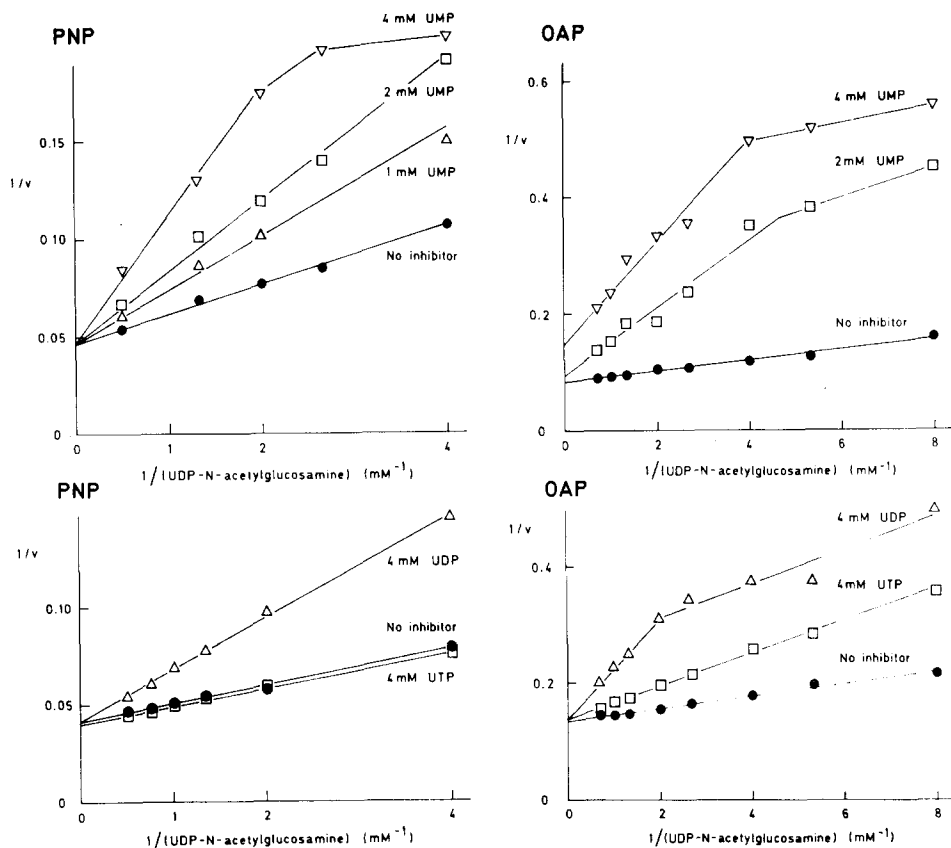 PNP
4 mM UMP
2 mM UMP
1 mM UMP
No inhibitor
1/v
0.15
0.10
0.05
0
0
1
2
4
1/(UDP-N-acetylglucosamine) (mM⁻¹)
OAP
4 mM UMP
2mM UMP
No inhibitor
1/v
0.6
0.4
0.2
0
0
2
4
6
8
1/(UDP-N-acetylglucosamine) (mM⁻¹)
PNP
4 mM UDP
No inhibitor
4 mM UTP
1/v
0.10
0.05
0
0
1
2
4
1/(UDP-N-acetylglucosamine) (mM⁻¹)
OAP
4 mM UDP
4mM UTP
No inhibitor
1/v
0.4
0.2
0
0
2
4
6
8
1/(UDP-N-acetylglucosamine) (mM⁻¹)